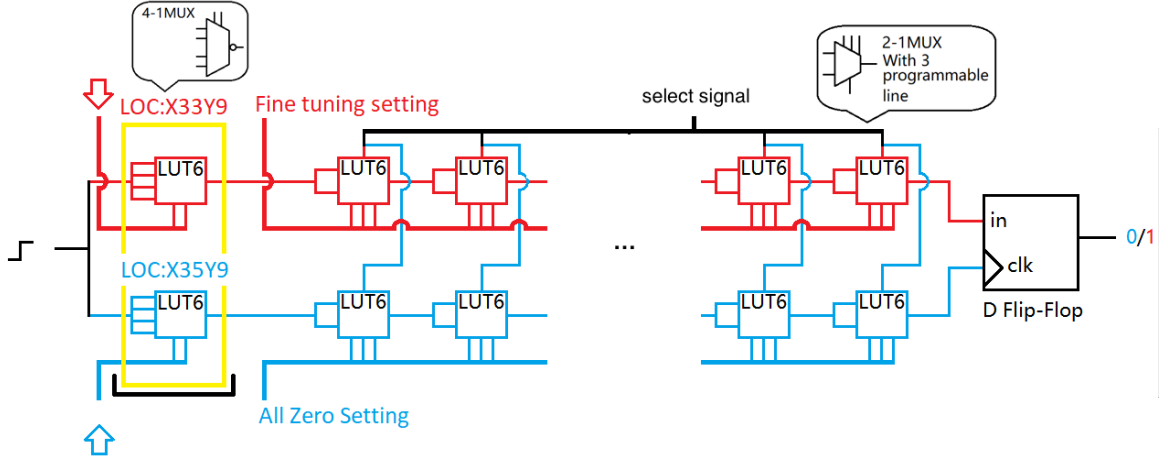 4-1MUX
2-1MUX
With 3
programmable
line
LOC:X33Y9
Fine tuning setting
select signal
LUT6
LUT6
LUT6
LUT6
LUT6
in
...
0/1
LOC:X35Y9
clk
LUT6
LUT6
LUT6
LUT6
LUT6
D Flip-Flop
All Zero Setting